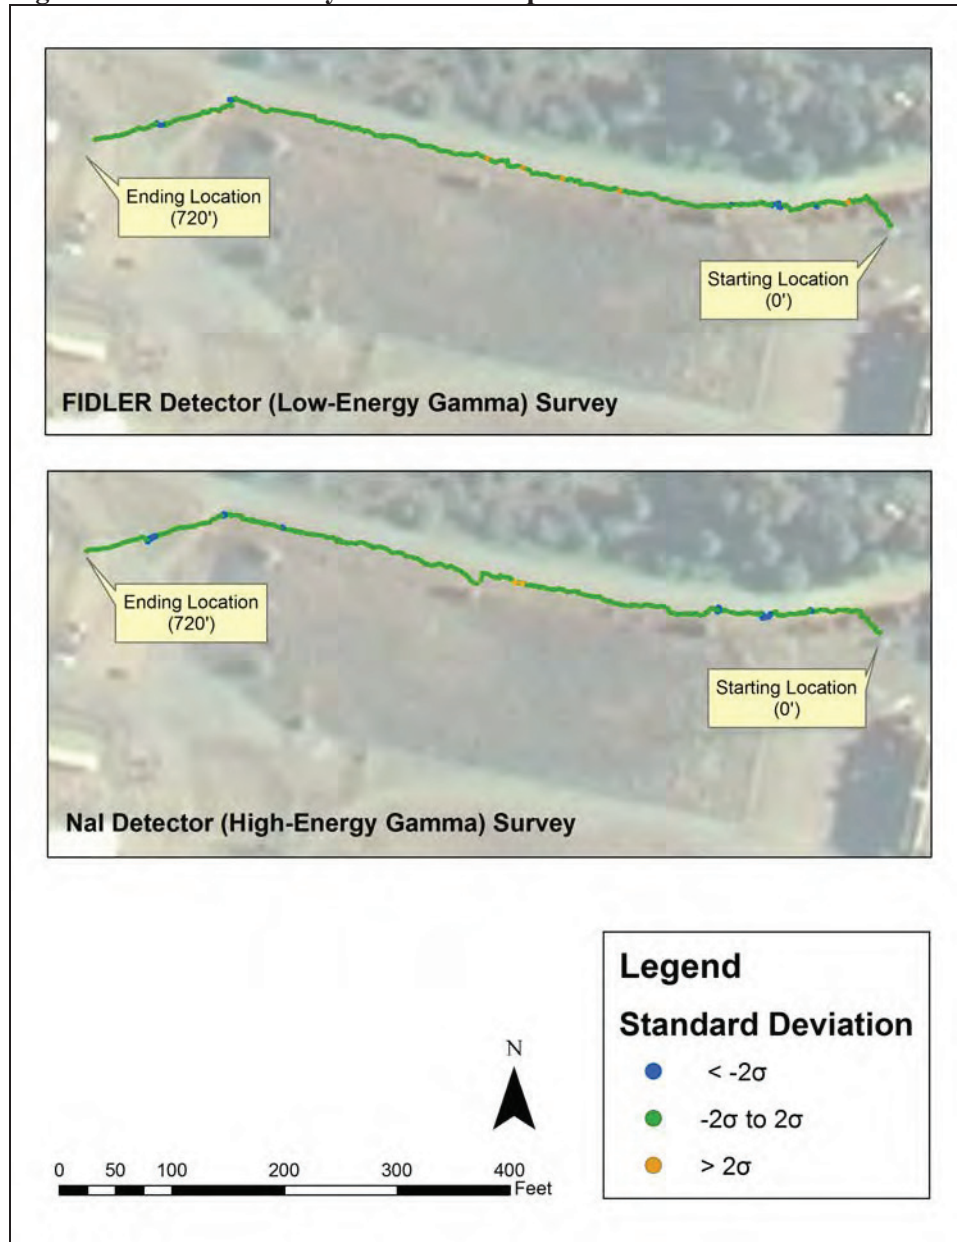 Ending Location
(720')
Starting Location
(0')
FIDLER Detector (Low-Energy Gamma) Survey
Ending Location
(720')
Starting Location
(0')
NaI Detector (High-Energy Gamma) Survey
Legend
Standard Deviation
< -2σ
-2σ to 2σ
> 2σ
N
0 50 100 200 300 400
Feet